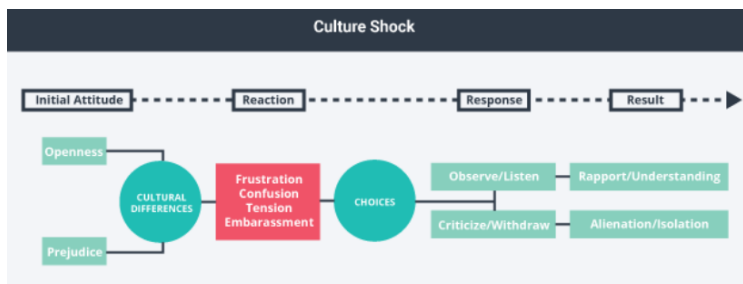 Culture Shock
Initial Attitude
Reaction
Response
Result
Openness
Prejudice
CULTURAL
DIFFERENCES
Frustration
Confusion
Tension
Embarassment
CHOICES
Observe/Listen
Rapport/Understanding
Criticize/Withdraw
Alienation/Isolation